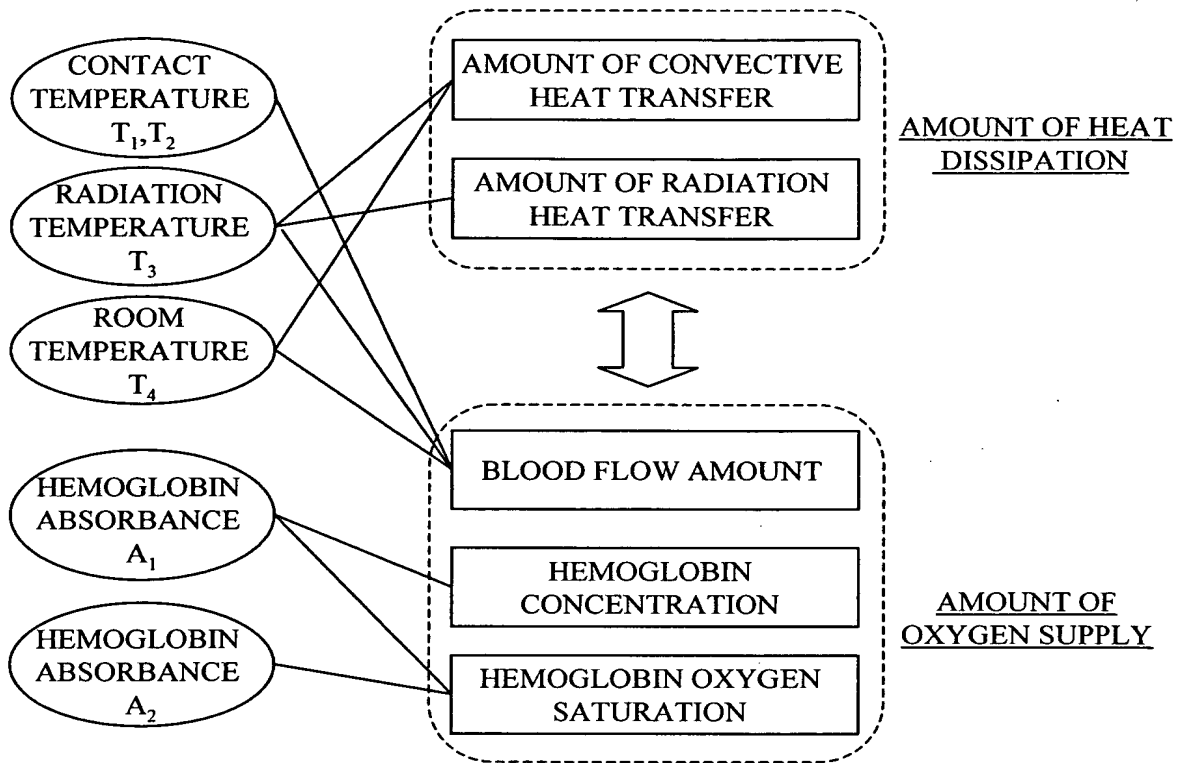 CONTACT
TEMPERATURE
T₁,T₂
RADIATION
TEMPERATURE
T₃
ROOM
TEMPERATURE
T₄
HEMOGLOBIN
ABSORBANCE
A₁
HEMOGLOBIN
ABSORBANCE
A₂
AMOUNT OF CONVECTIVE
HEAT TRANSFER
AMOUNT OF RADIATION
HEAT TRANSFER
BLOOD FLOW AMOUNT
HEMOGLOBIN
CONCENTRATION
HEMOGLOBIN OXYGEN
SATURATION
AMOUNT OF HEAT
DISSIPATION
AMOUNT OF
OXYGEN SUPPLY